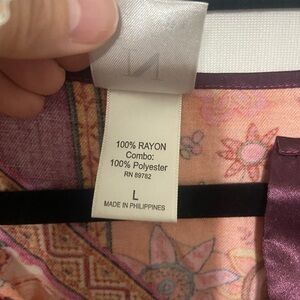 100% RAYON
Combo:
100% Polyester
RN 89782
L
MADE IN PHILIPPINES